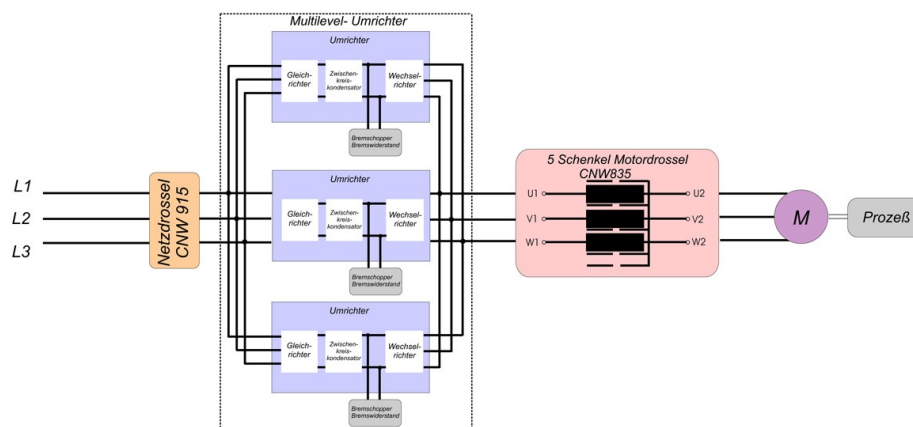 Multilevel- Umrichter
Umrichter
Gleich-
richter
Zwischen-
kreis-
kondensator
Wechsel-
richter
Bremschopper
Bremswiderstand
L1
L2
L3
Netzdrossel
CNW 915
Umrichter
Gleich-
richter
Zwischen-
kreis-
kondensator
Wechsel-
richter
Bremschopper
Bremswiderstand
5 Schenkel Motordrossel
CNW835
U1
U2
V1
V2
W1
W2
M
Prozeß
Umrichter
Gleich-
richter
Zwischen-
kreis-
kondensator
Wechsel-
richter
Bremschopper
Bremswiderstand